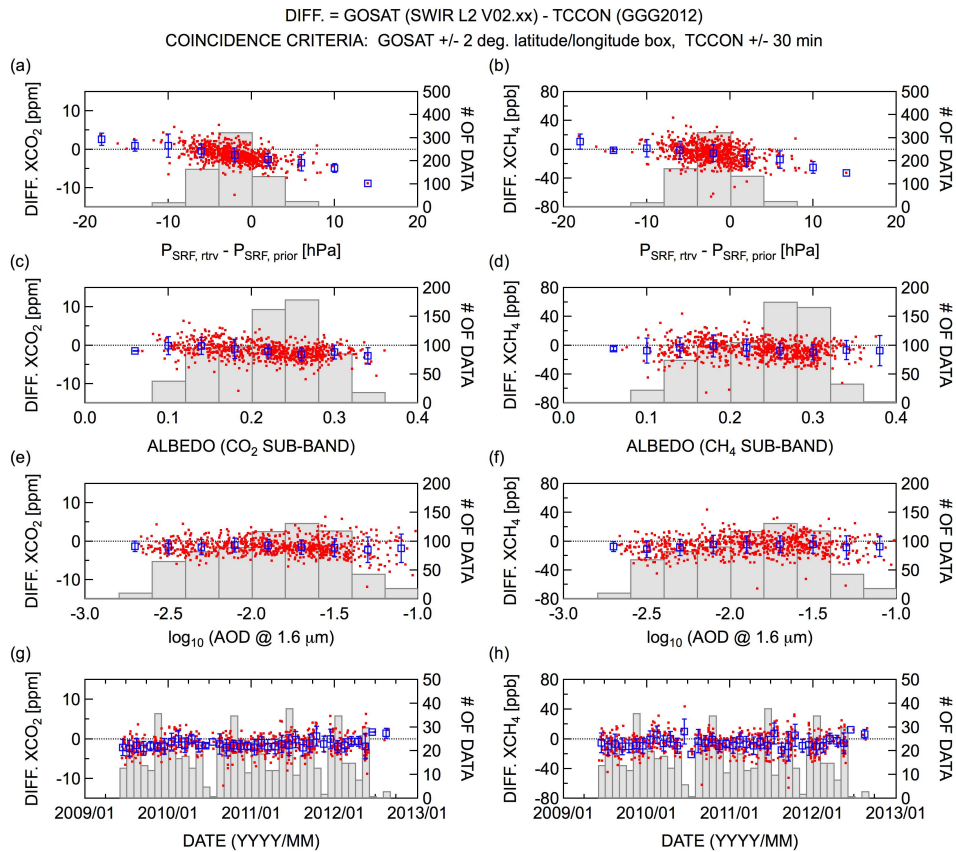 DIFF. = GOSAT (SWIR L2 V02.xx) - TCCON (GGG2012)
COINCIDENCE CRITERIA: GOSAT +/- 2 deg. latitude/longitude box, TCCON +/- 30 min
(a)
DIFF. XCO2 [ppm]
10
0
-10
500
400
300
200
100
0
# OF DATA
-20 -10 0 10 20
PSRF, rtrv - PSRF, prior [hPa]
(b)
DIFF. XCH4 [ppb]
80
40
0
-40
-80
500
400
300
200
100
0
# OF DATA
-20 -10 0 10 20
PSRF, rtrv - PSRF, prior [hPa]
(c)
DIFF. XCO2 [ppm]
10
0
-10
200
150
100
50
0
# OF DATA
0.0 0.1 0.2 0.3 0.4
ALBEDO (CO2 SUB-BAND)
(d)
DIFF. XCH4 [ppb]
80
40
0
-40
-80
200
150
100
50
0
# OF DATA
0.0 0.1 0.2 0.3 0.4
ALBEDO (CH4 SUB-BAND)
(e)
DIFF. XCO2 [ppm]
10
0
-10
200
150
100
50
0
# OF DATA
-3.0 -2.5 -2.0 -1.5 -1.0
log10 (AOD @ 1.6 μm)
(f)
DIFF. XCH4 [ppb]
80
40
0
-40
-80
200
150
100
50
0
# OF DATA
-3.0 -2.5 -2.0 -1.5 -1.0
log10 (AOD @ 1.6 μm)
(g)
DIFF. XCO2 [ppm]
10
0
-10
50
40
30
20
10
0
# OF DATA
2009/01 2010/01 2011/01 2012/01 2013/01
DATE (YYYY/MM)
(h)
DIFF. XCH4 [ppb]
80
40
0
-40
-80
50
40
30
20
10
0
# OF DATA
2009/01 2010/01 2011/01 2012/01 2013/01
DATE (YYYY/MM)